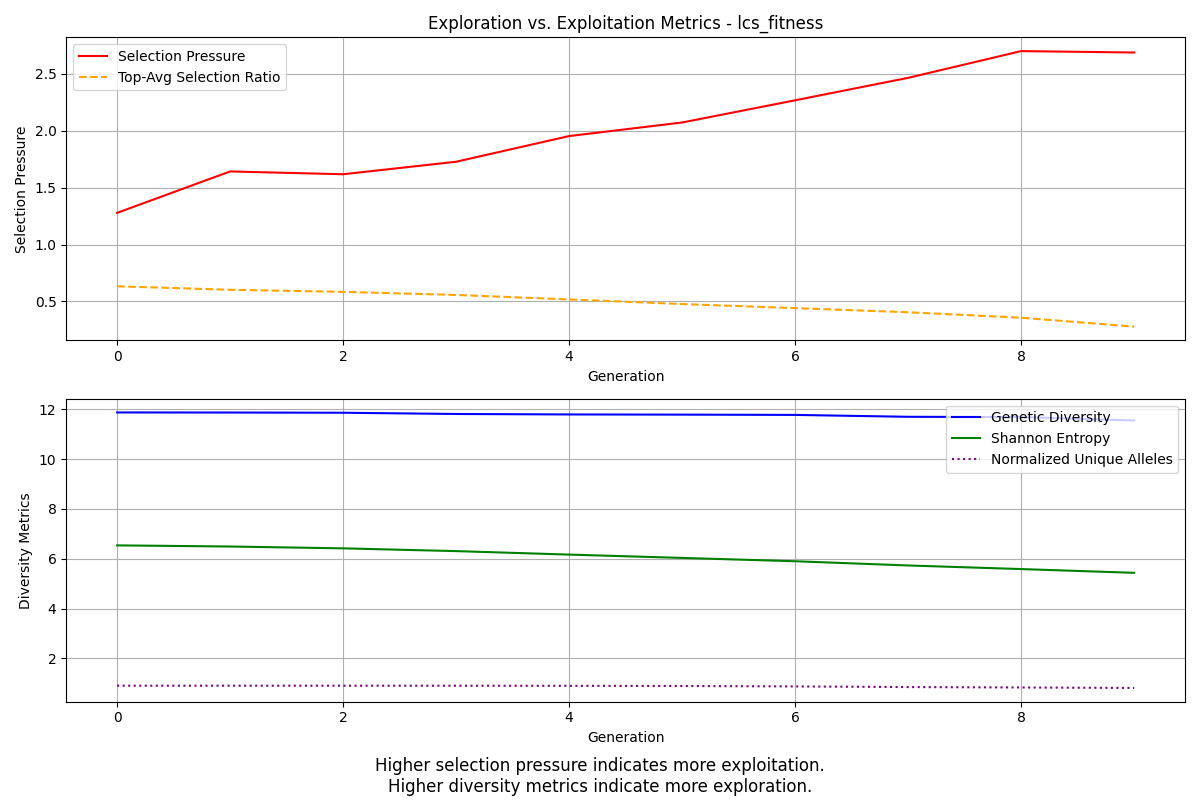 Exploration vs. Exploitation Metrics - lcs_fitness
Selection Pressure
Top-Avg Selection Ratio
Selection Pressure
2.5
2.0
1.5
1.0
0.5
0 2 4 6 8
Generation
Genetic Diversity
Shannon Entropy
Normalized Unique Alleles
Diversity Metrics
12
10
8
6
4
2
0 2 4 6 8
Generation
Higher selection pressure indicates more exploitation.
Higher diversity metrics indicate more exploration.